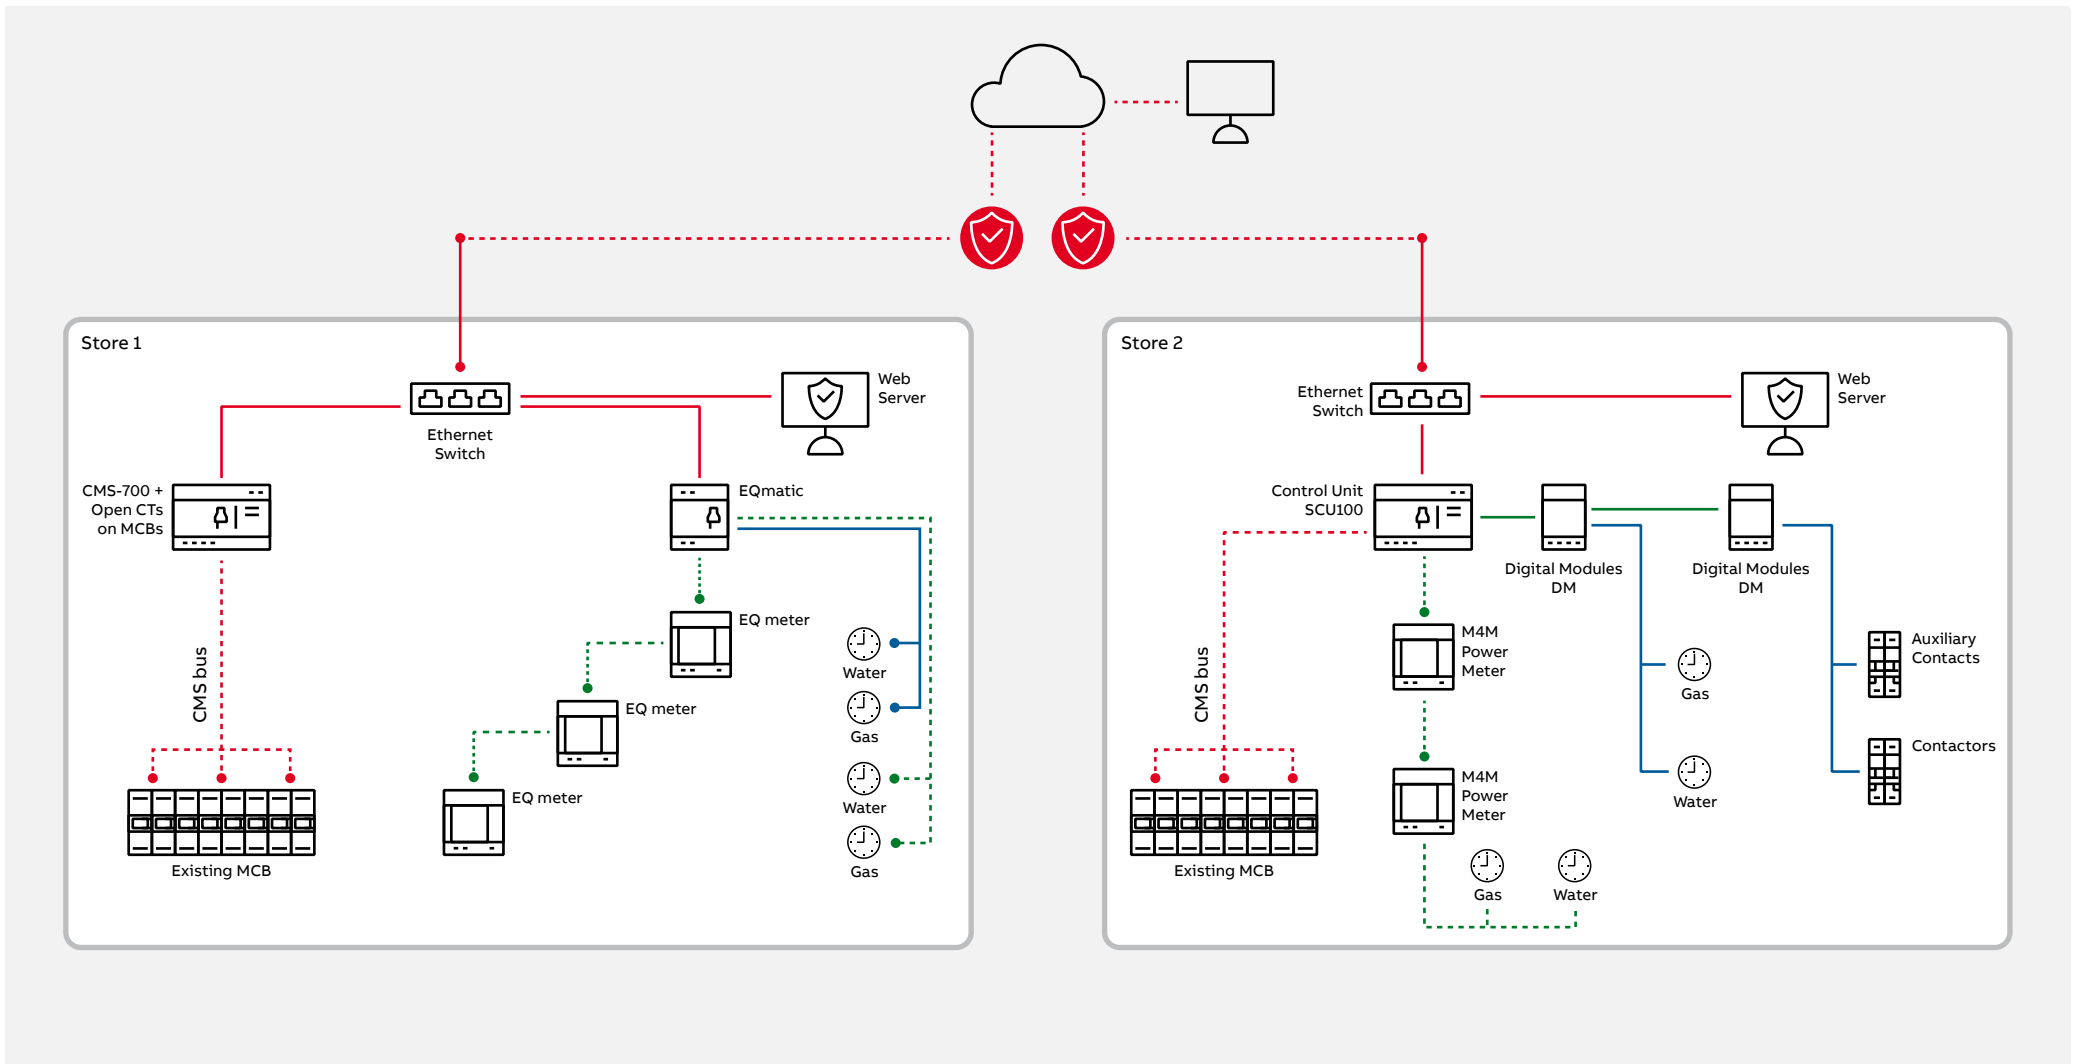 Store 1
Web
Server
Ethernet
Switch
CMS-700 +
Open CTs
on MCBs
EQmatic
EQ meter
Water
CMS bus
EQ meter
Gas
Water
EQ meter
Gas
Existing MCB
Store 2
Web
Server
Ethernet
Switch
Control Unit
SCU100
Digital Modules
DM
Digital Modules
DM
M4M
Power
Meter
Auxiliary
Contacts
CMS bus
Gas
Contactors
M4M
Power
Meter
Water
Existing MCB
Gas
Water